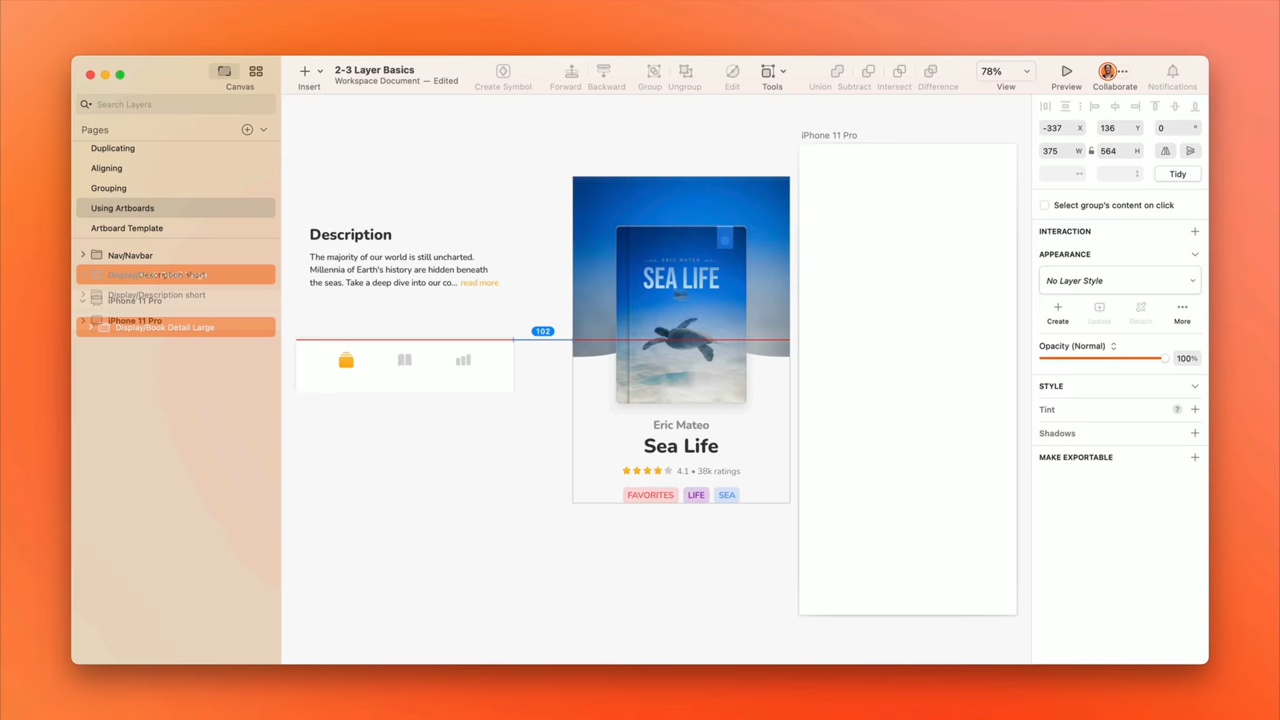 2-3 Layer Basics
Workspace Document — Edited
Canvas
Insert
Create Symbol
Forward
Backward
Group
Ungroup
Edit
Tools
Union
Subtract
Intersect
Difference
78%
View
Preview
Collaborate
Notifications
Search Layers
Pages
Duplicating
Aligning
Grouping
Using Artboards
Artboard Template
Nav/Navbar
Display/Description short
iPhone 11 Pro
iPhone 11 Pro
Display/Book Detail Large
Description
The majority of our world is still uncharted.
Millennia of Earth's history are hidden beneath
the seas. Take a deep dive into our co... read more
102
ERIC MATEO
SEA LIFE
Eric Mateo
Sea Life
4.1 • 38k ratings
FAVORITES LIFE SEA
iPhone 11 Pro
-337 X 136 Y 0 °
375 W 564 H
Tidy
Select group's content on click
INTERACTION
APPEARANCE
No Layer Style
Create
Update
Detach
More
Opacity (Normal)
100%
STYLE
Tint ?
Shadows
MAKE EXPORTABLE